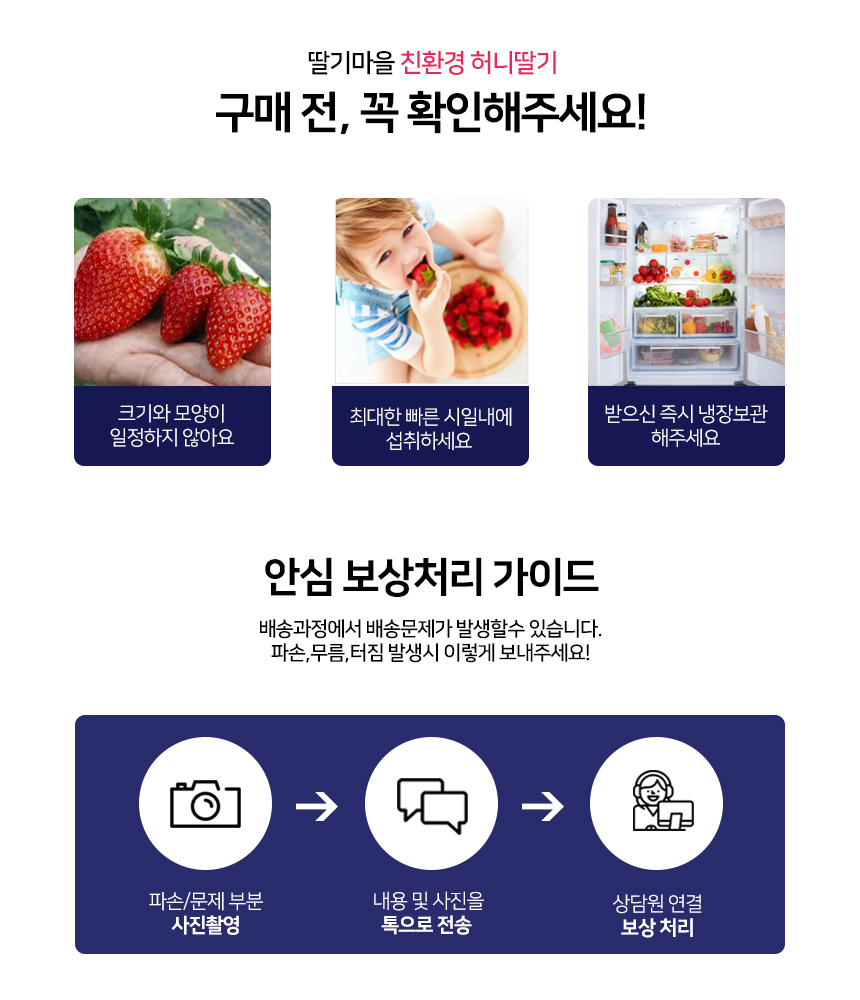 딸기마을 친환경 허니딸기
구매 전, 꼭 확인해주세요!
크기와 모양이
일정하지 않아요
최대한 빠른 시일내에
섭취하세요
받으신 즉시 냉장보관
해주세요
안심 보상처리 가이드
배송과정에서 배송문제가 발생할수 있습니다.
파손,무름,터짐 발생시 이렇게 보내주세요!
파손/문제 부분
사진촬영
내용 및 사진을
톡으로 전송
상담원 연결
보상 처리